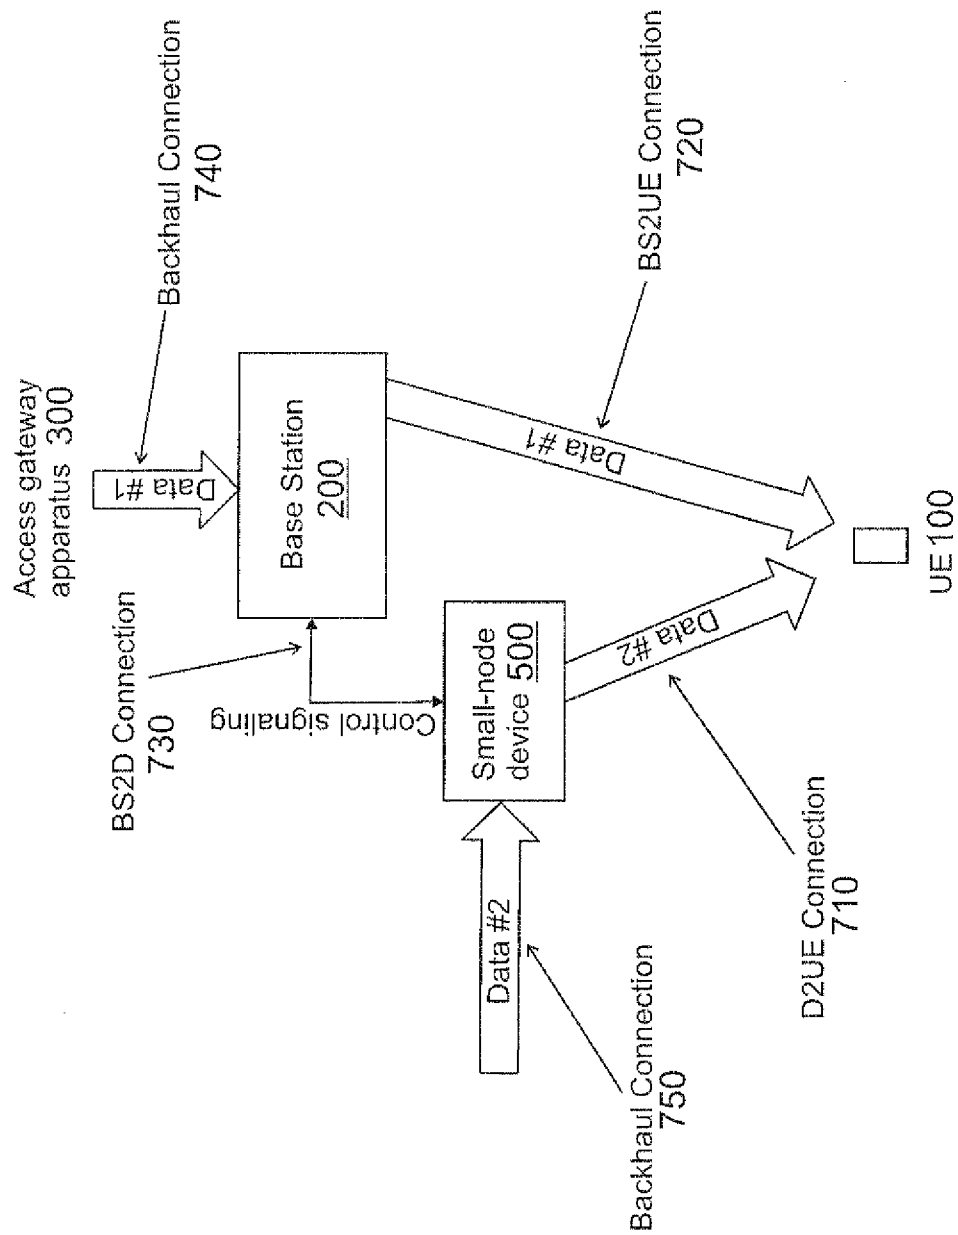 Access gateway
apparatus 300
Data #1
Backhaul Connection
740
BS2D Connection
730
Base Station
200
Control signaling
Small-node
device 500
Data #1
BS2UE Connection
720
Data #2
Data #2
Backhaul Connection
750
D2UE Connection
710
UE 100